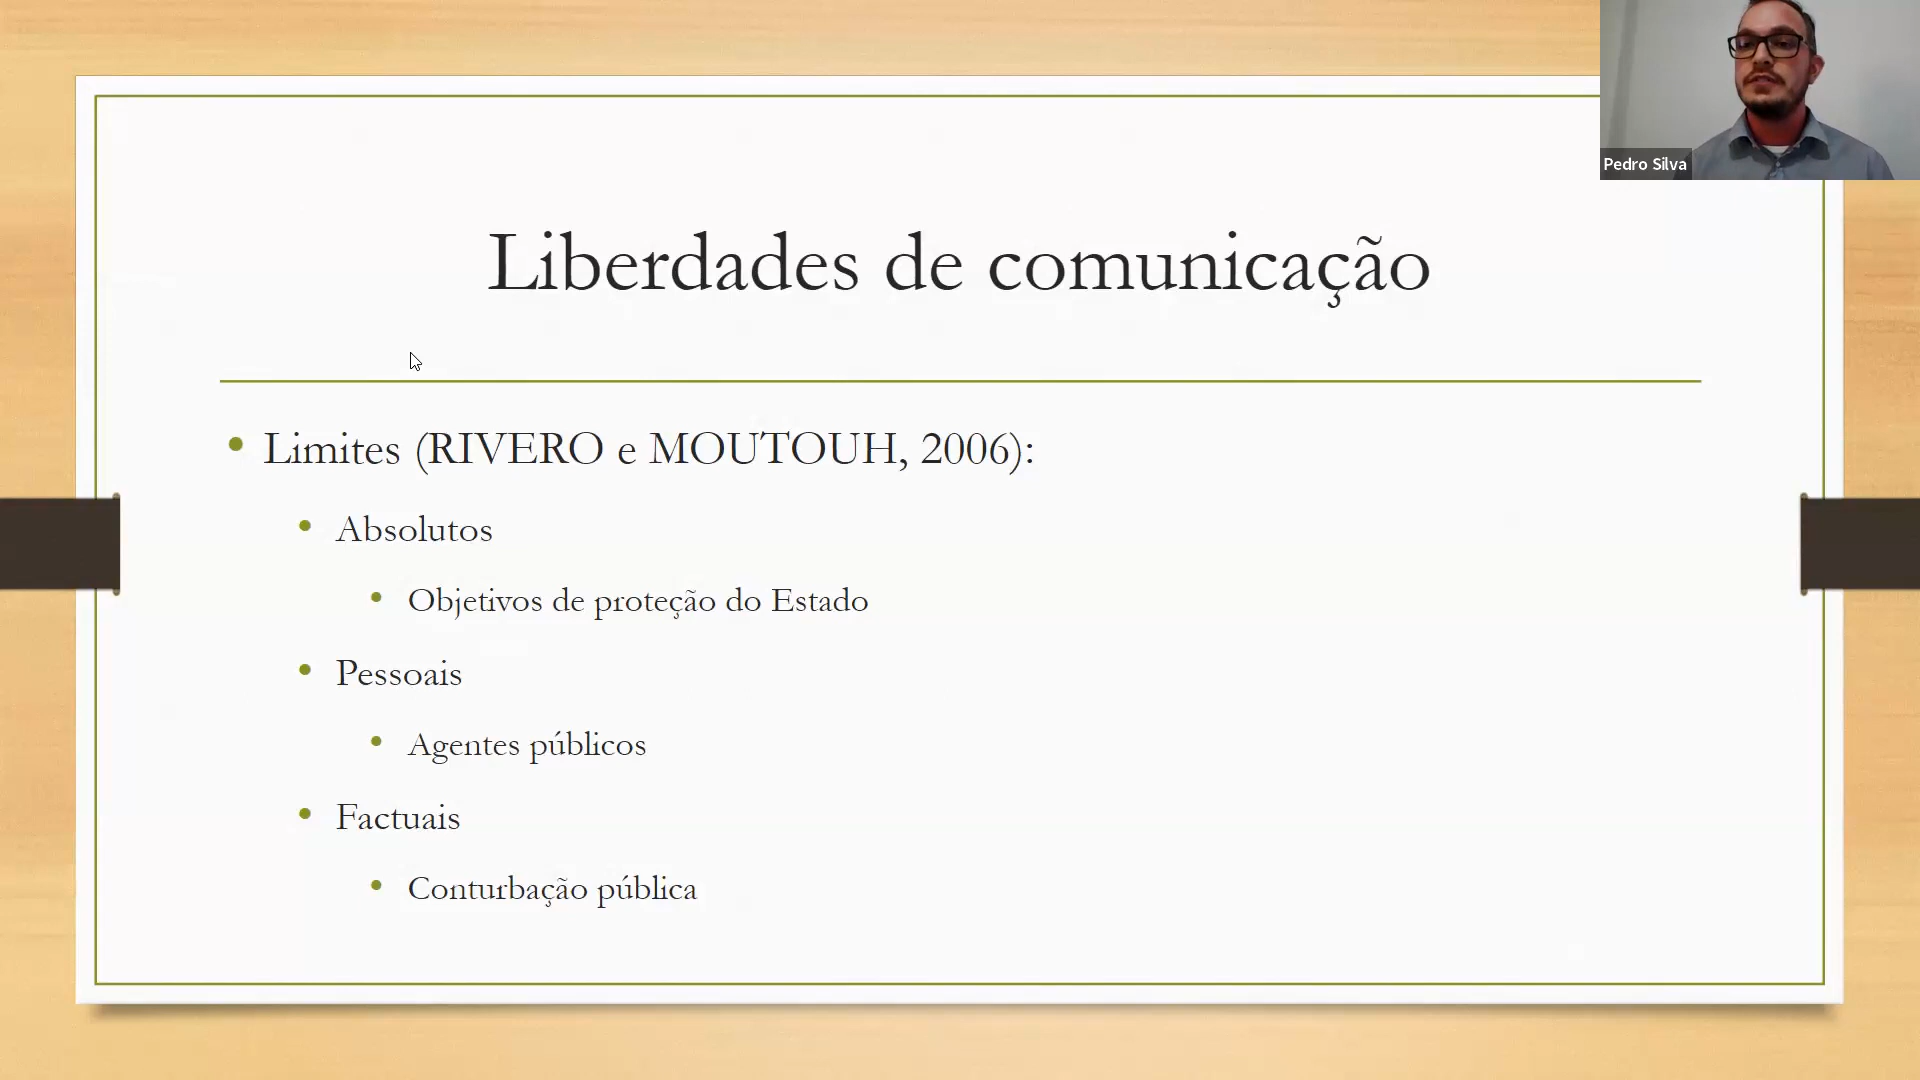 Pedro Silva
Liberdades de comunicação
Limites (RIVERO e MOUTOUH, 2006):
Absolutos
Objetivos de proteção do Estado
Pessoais
Agentes públicos
Factuais
Conturbação pública